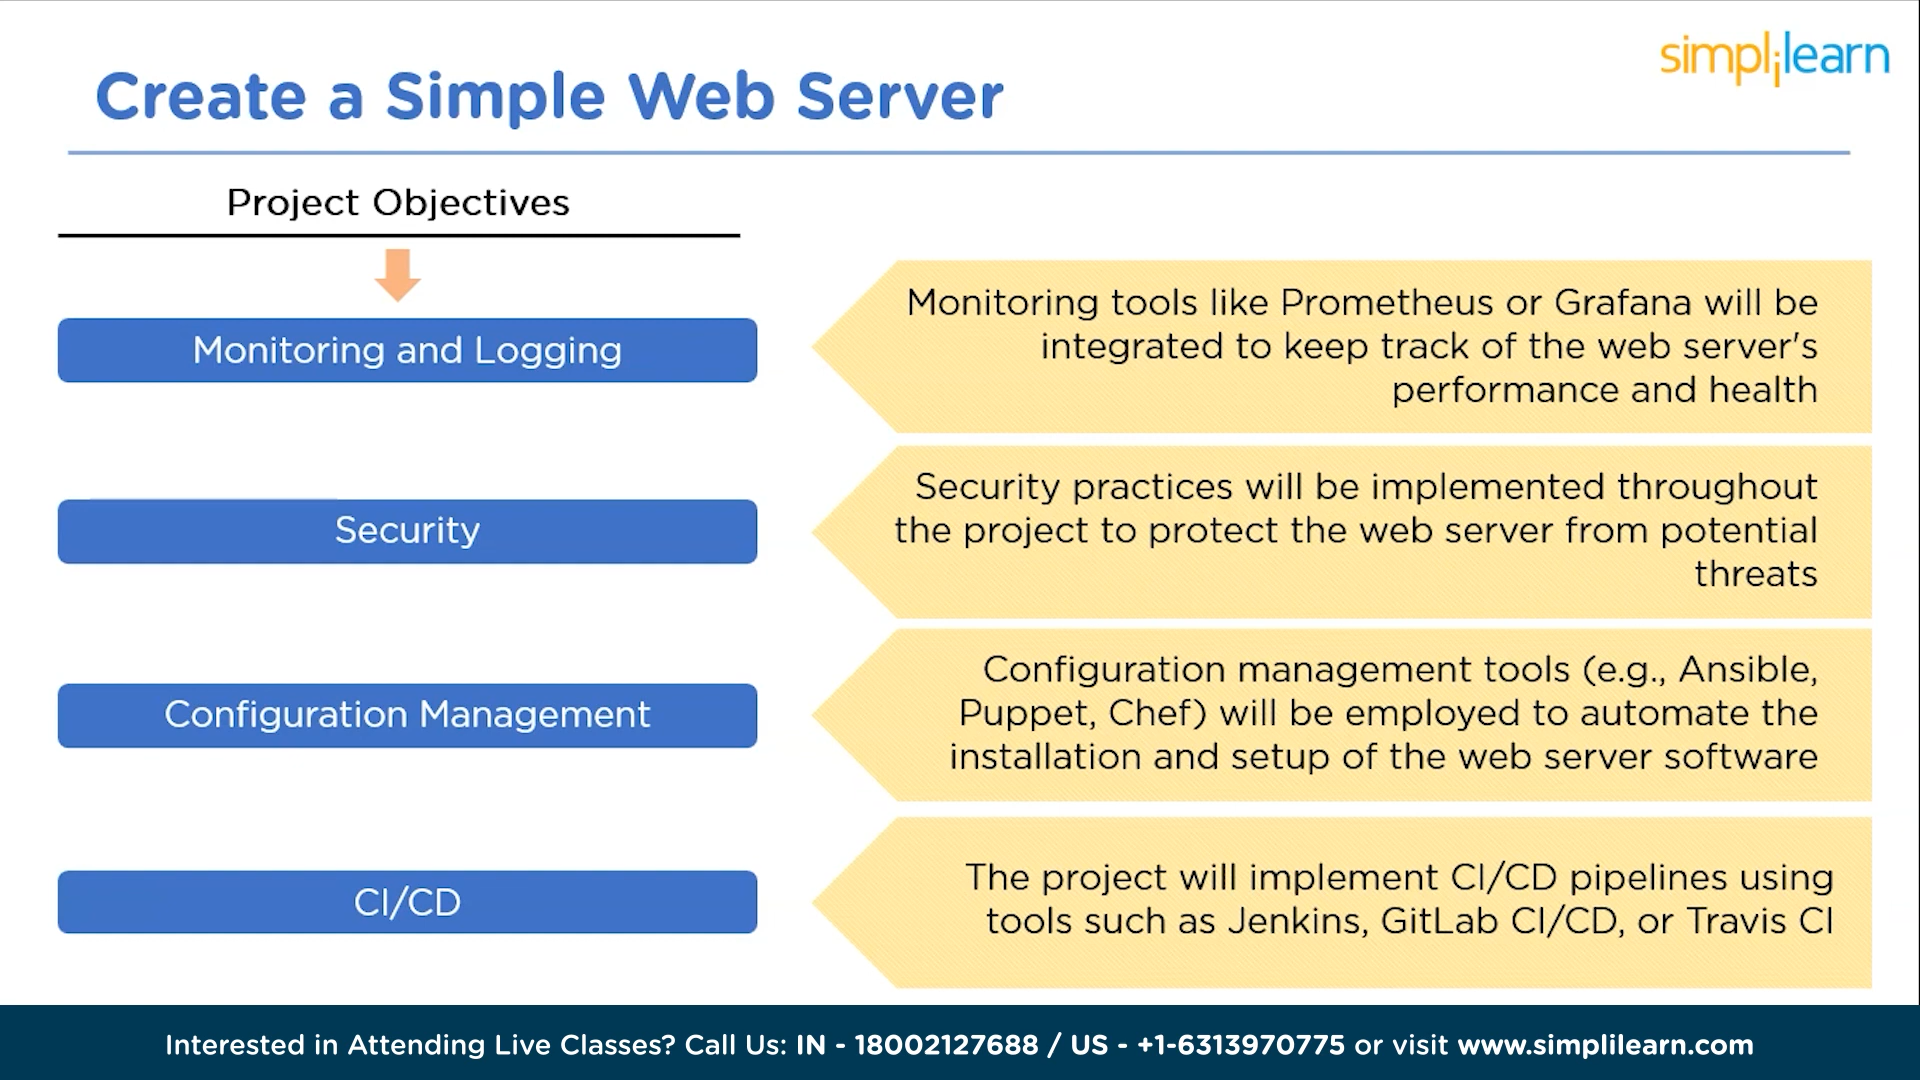 simplilearn
Create a Simple Web Server
Project Objectives
Monitoring and Logging
Monitoring tools like Prometheus or Grafana will be
integrated to keep track of the web server's
performance and health
Security
Security practices will be implemented throughout
the project to protect the web server from potential
threats
Configuration Management
Configuration management tools (e.g., Ansible,
Puppet, Chef) will be employed to automate the
installation and setup of the web server software
CI/CD
The project will implement CI/CD pipelines using
tools such as Jenkins, GitLab CI/CD, or Travis CI
Interested in Attending Live Classes? Call Us: IN - 18002127688 / US - +1-6313970775 or visit www.simplilearn.com